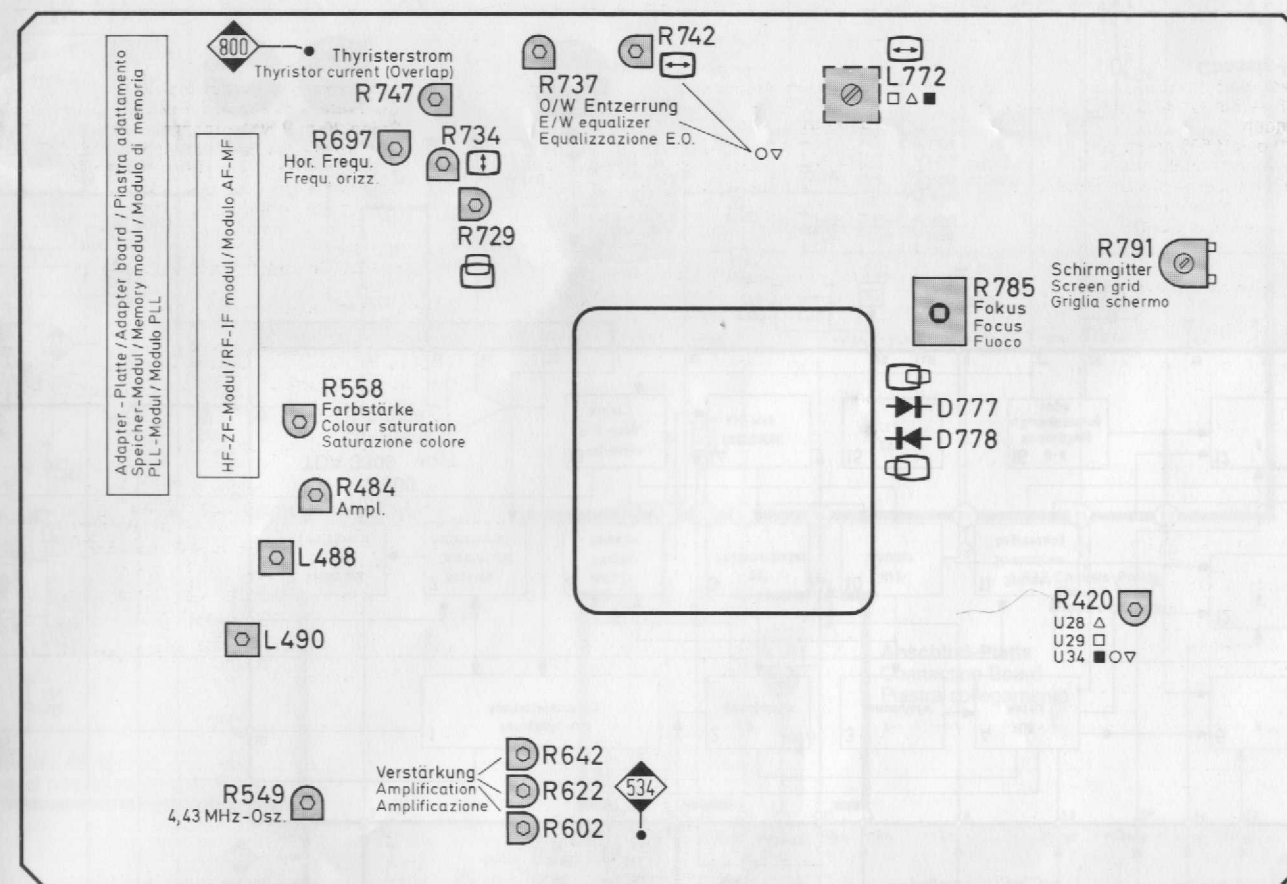 Adapter-Platte/Adapter board/Piastra adattamento
Speicher-Modul/Memory modul/Modulo di memoria
PLL-Modul/Modulo PLL
HF-ZF-Modul/RF-IF modul/Modulo AF-MF
800
Thyristerstrom
Thyristor current (Overlap)
R747
R697
Hor. Frequ.
Frequ. orizz.
R734
R729
R737
O/W Entzerrung
E/W equalizer
Equalizzazione E.O.
R742
○▽
L772
□ △ ■
R791
Schirmgitter
Screen grid
Griglia schermo
R785
Fokus
Focus
Fuoco
D777
D778
R558
Farbstärke
Colour saturation
Saturazione colore
R484
Ampl.
L488
L490
R420
U28 △
U29 □
U34 ■○▽
R549
4,43 MHz-Osz.
Verstärkung
Amplification
Amplificazione
R642
R622
R602
534